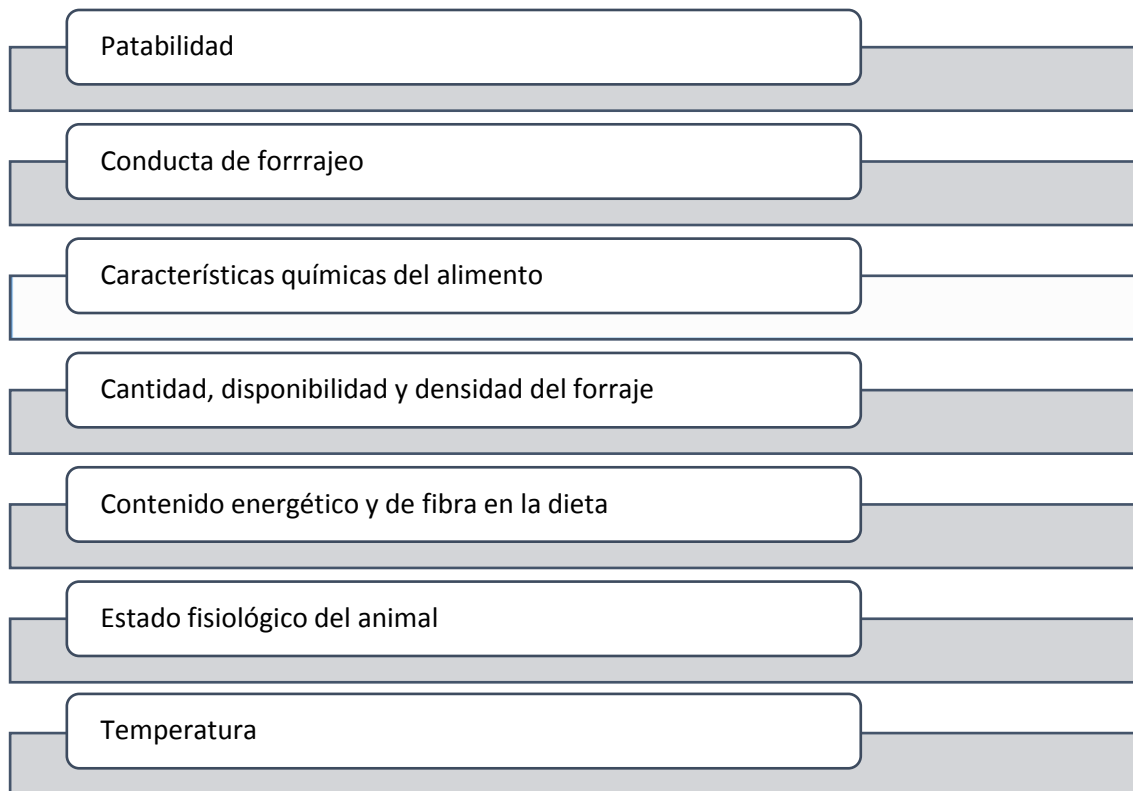 Patabilidad
Conducta de forrrajeo
Características químicas del alimento
Cantidad, disponibilidad y densidad del forraje
Contenido energético y de fibra en la dieta
Estado fisiológico del animal
Temperatura